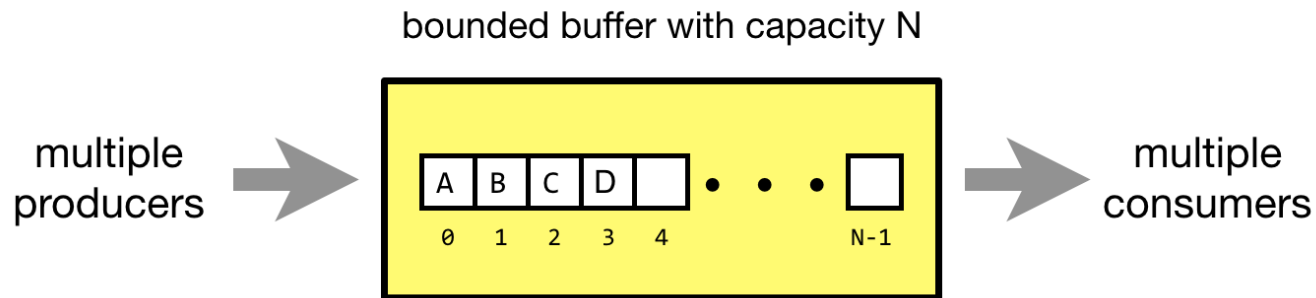 bounded buffer with capacity N
multiple
producers
A B C D
0 1 2 3 4 N-1
multiple
consumers